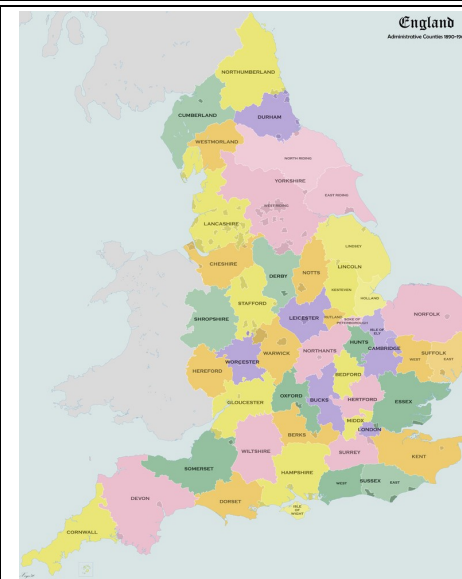 England
Administrative Counties 1890-19
NORTHUMBERLAND
CUMBERLAND
DURHAM
WESTMORLAND
NORTH RIDING
YORKSHIRE
EAST RIDING
WEST RIDING
LANCASHIRE
LINDSEY
CHESHIRE
DERBY
NOTTS
LINCOLN
KESTEVEN
HOLLAND
STAFFORD
SHROPSHIRE
LEICESTER
RUTLAND
SOKE OF
PETERBOROUGH
NORFOLK
ISLE OF
ELY
HUNTS
CAMBRIDGE
SUFFOLK
WEST
EAST
WORCESTER
WARWICK
NORTHANTS
HEREFORD
BEDFORD
GLOUCESTER
OXFORD
BUCKS
HERTFORD
ESSEX
MIDDX
LONDON
BERKS
WILTSHIRE
SURREY
KENT
SOMERSET
HAMPSHIRE
WEST
SUSSEX
EAST
DEVON
DORSET
ISLE
OF
WIGHT
CORNWALL